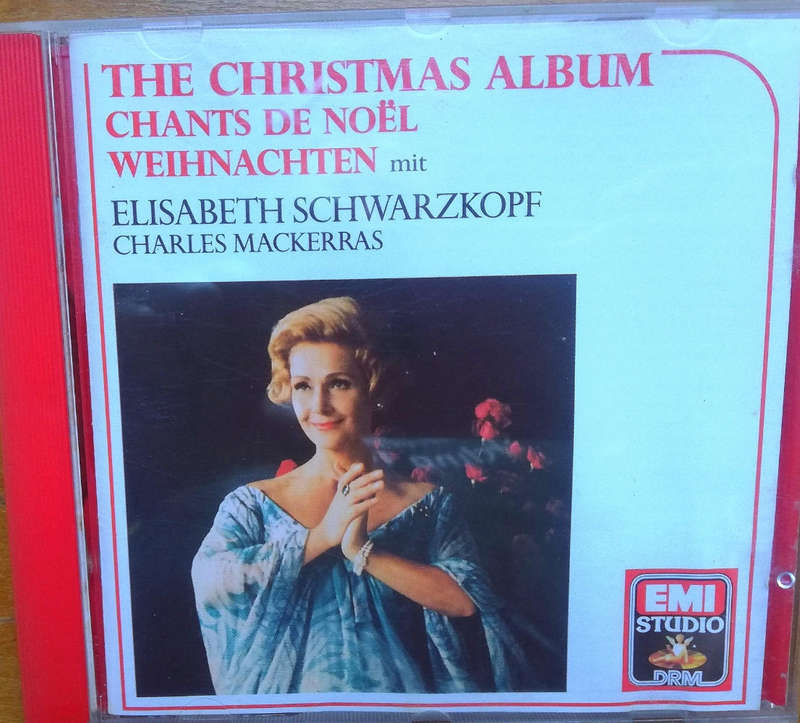 THE CHRISTMAS ALBUM
CHANTS DE NOËL
WEIHNACHTEN mit
ELISABETH SCHWARZKOPF
CHARLES MACKERRAS
EMI
STUDIO
DRM